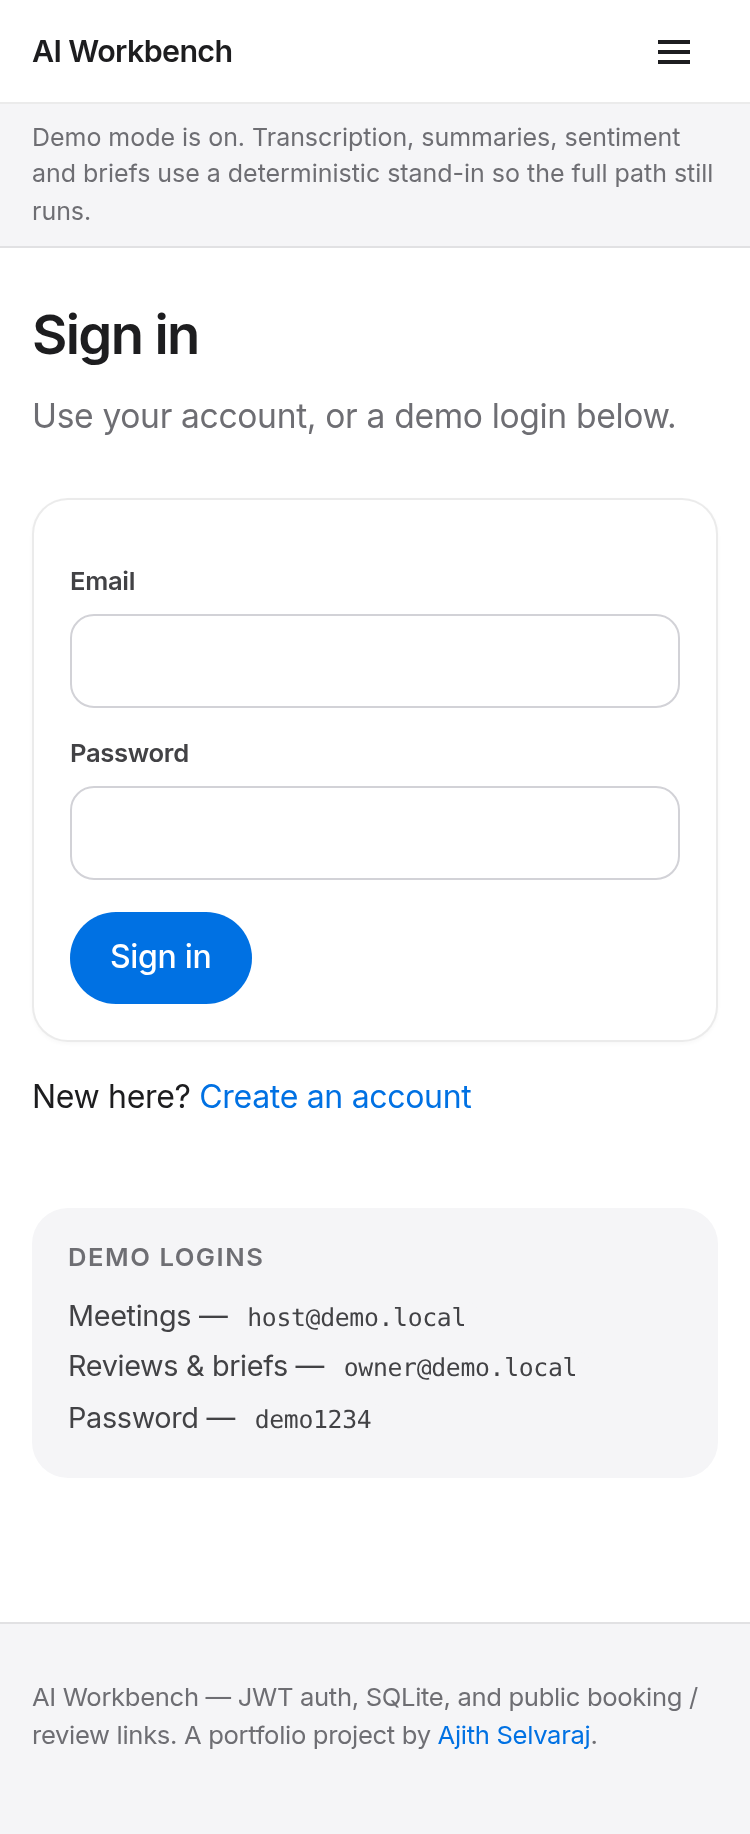 AI Workbench
Demo mode is on. Transcription, summaries, sentiment
and briefs use a deterministic stand-in so the full path still
runs.
Sign in
Use your account, or a demo login below.
Email
Password
Sign in
New here? Create an account
DEMO LOGINS
Meetings — host@demo.local
Reviews & briefs — owner@demo.local
Password — demo1234
AI Workbench — JWT auth, SQLite, and public booking /
review links. A portfolio project by Ajith Selvaraj.